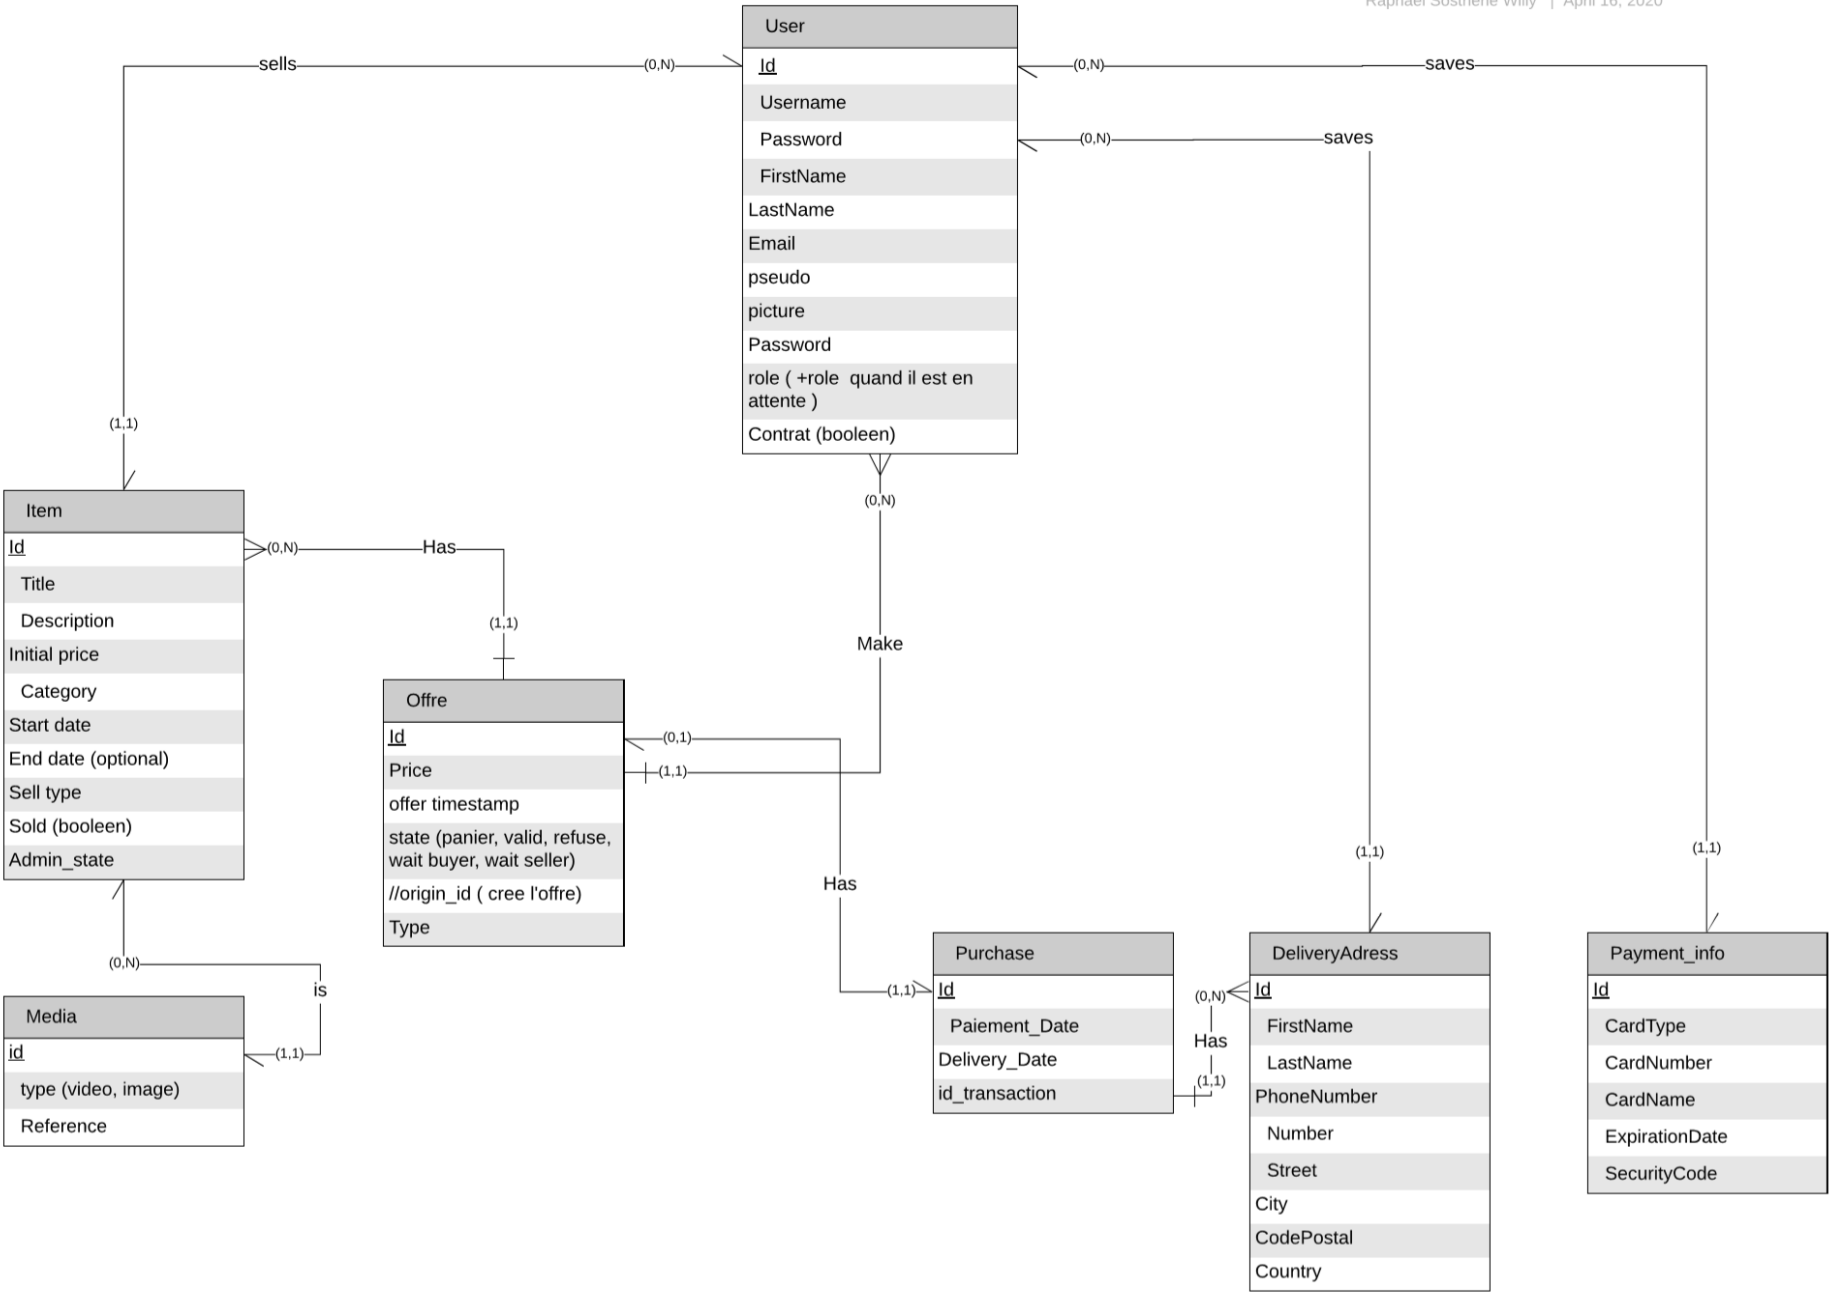 Raphael Sosthene Willy | April 16, 2020
User
Id
Username
Password
FirstName
LastName
Email
pseudo
picture
Password
role ( +role quand il est en
attente )
Contrat (booleen)
sells
(0,N)
(1,1)
(0,N)
saves
(1,1)
(0,N)
saves
(1,1)
(0,N)
Make
(1,1)
Item
Id
Title
Description
Initial price
Category
Start date
End date (optional)
Sell type
Sold (booleen)
Admin_state
(0,N)
Has
(1,1)
Offre
Id
Price
offer timestamp
state (panier, valid, refuse,
wait buyer, wait seller)
//origin_id ( cree l'offre)
Type
(0,1)
Has
(1,1)
(0,N)
is
(1,1)
Media
id
type (video, image)
Reference
Purchase
Id
Paiement_Date
Delivery_Date
id_transaction
(0,N)
Has
(1,1)
DeliveryAdress
Id
FirstName
LastName
PhoneNumber
Number
Street
City
CodePostal
Country
Payment_info
Id
CardType
CardNumber
CardName
ExpirationDate
SecurityCode